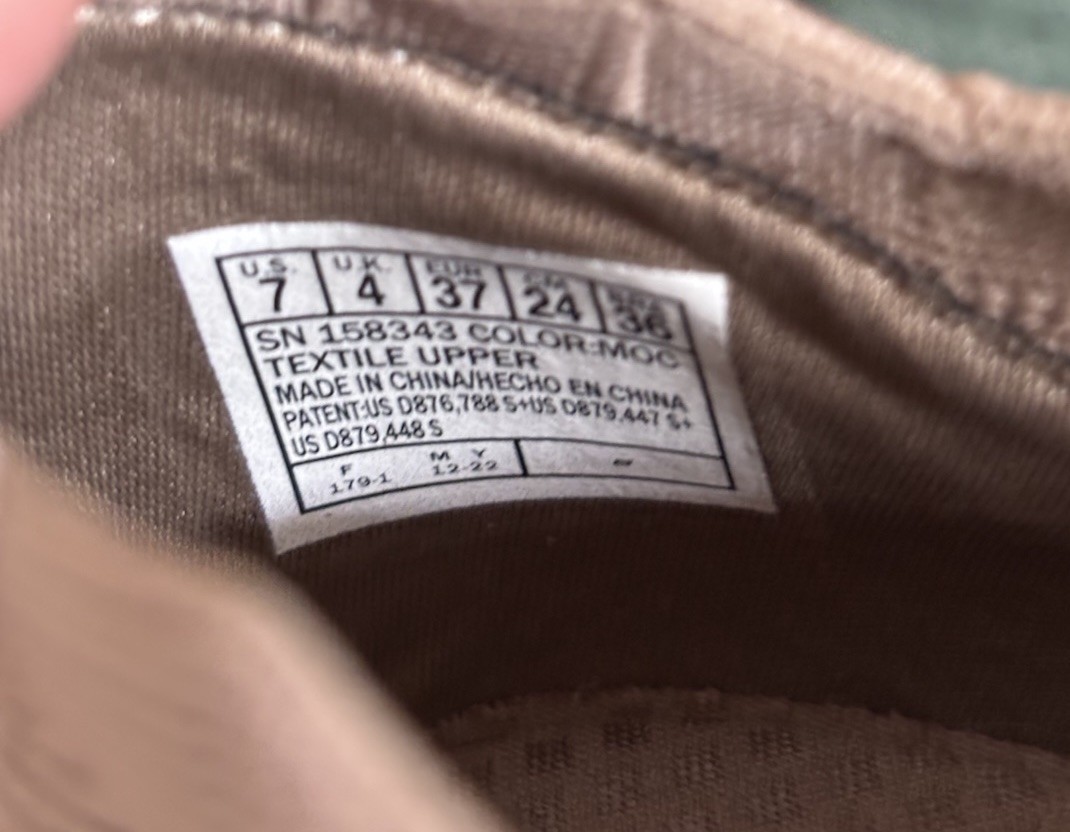 U.S. U.K. EUR CM
7 4 37 24 36
SN 158343 COLOR:MOC
TEXTILE UPPER
MADE IN CHINA/HECHO EN CHINA
PATENT:US D876,788 S+US D879,447 S+
US D879,448 S
F M Y
179-1 12-22